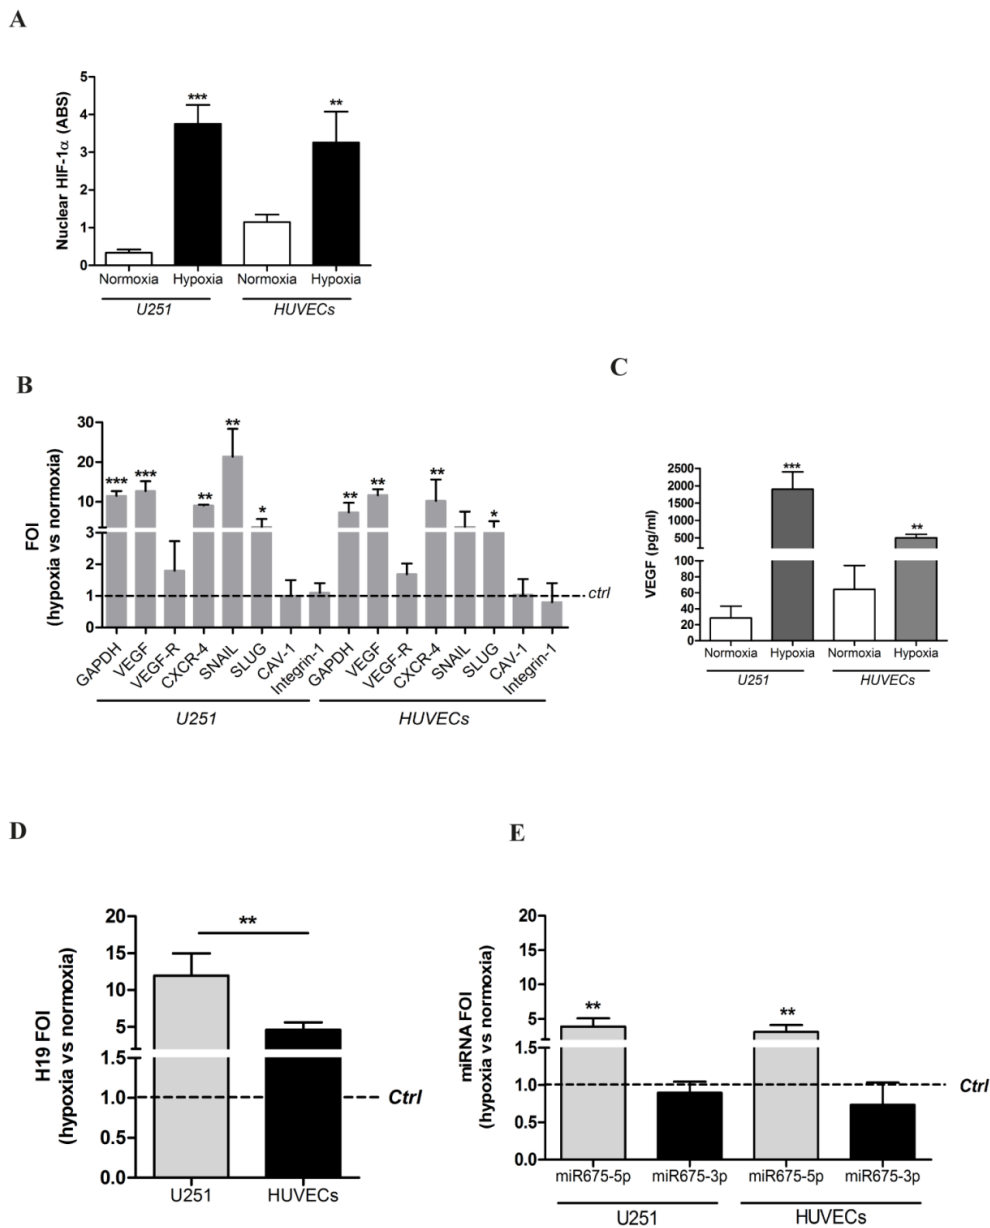 A
Nuclear HIF-1α (ABS)
5
4
3
2
1
0
***
**
Normoxia Hypoxia Normoxia Hypoxia
U251 HUVECs
B
FOI
(hypoxia vs normoxia)
30
20
10
3
2
1
0
*** *** ** ** * ** ** ** *
ctrl
GAPDH VEGF VEGF-R CXCR-4 SNAIL SLUG CAV-1 Integrin-1 GAPDH VEGF VEGF-R CXCR-4 SNAIL SLUG CAV-1 Integrin-1
U251 HUVECs
C
VEGF (pg/ml)
2500
2000
1500
1000
500
100
80
60
40
20
0
***
**
Normoxia Hypoxia Normoxia Hypoxia
U251 HUVECs
D
H19 FOI
(hypoxia vs normoxia)
20
15
10
5
1.5
1.0
0.5
0.0
**
Ctrl
U251 HUVECs
E
miRNA FOI
(hypoxia vs normoxia)
20
15
10
5
1.5
1.0
0.5
0.0
** **
Ctrl
miR675-5p miR675-3p miR675-5p miR675-3p
U251 HUVECs